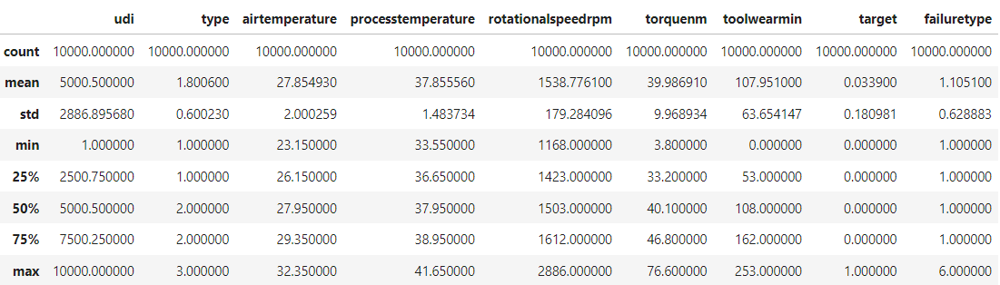 udi type airtemperature processtemperature rotationalspeedrpm torquenm toolwearmin target failuretype
count 10000.000000 10000.000000 10000.000000 10000.000000 10000.000000 10000.000000 10000.000000 10000.000000 10000.000000
mean 5000.500000 1.800600 27.854930 37.855560 1538.776100 39.986910 107.951000 0.033900 1.105100
std 2886.895680 0.600230 2.000259 1.483734 179.284096 9.968934 63.654147 0.180981 0.628883
min 1.000000 1.000000 23.150000 33.550000 1168.000000 3.800000 0.000000 0.000000 1.000000
25% 2500.750000 1.000000 26.150000 36.650000 1423.000000 33.200000 53.000000 0.000000 1.000000
50% 5000.500000 2.000000 27.950000 37.950000 1503.000000 40.100000 108.000000 0.000000 1.000000
75% 7500.250000 2.000000 29.350000 38.950000 1612.000000 46.800000 162.000000 0.000000 1.000000
max 10000.000000 3.000000 32.350000 41.650000 2886.000000 76.600000 253.000000 1.000000 6.000000